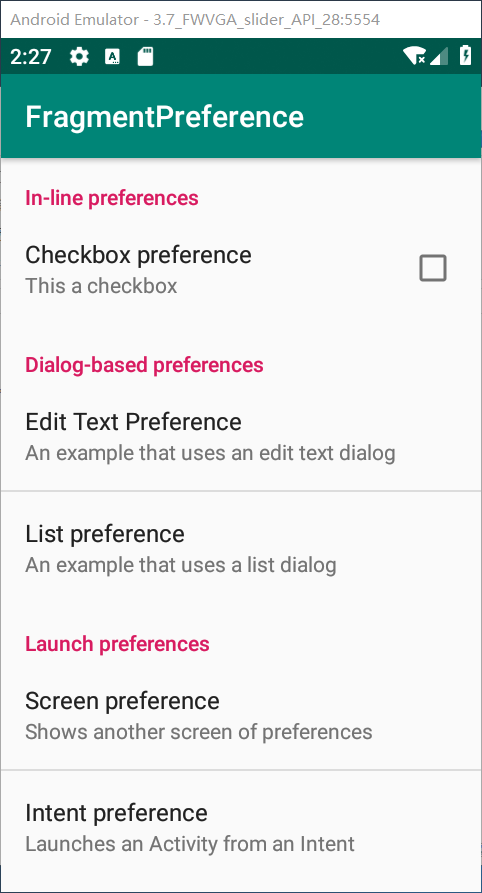 Android Emulator - 3.7_FWVGA_slider_API_28:5554
2:27
A
FragmentPreference
In-line preferences
Checkbox preference
This a checkbox
Dialog-based preferences
Edit Text Preference
An example that uses an edit text dialog
List preference
An example that uses a list dialog
Launch preferences
Screen preference
Shows another screen of preferences
Intent preference
Launches an Activity from an Intent